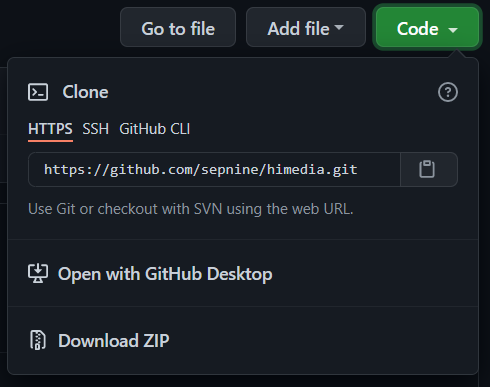 Go to file Add file Code
Clone
HTTPS SSH GitHub CLI
https://github.com/sepnine/himedia.git
Use Git or checkout with SVN using the web URL.
Open with GitHub Desktop
Download ZIP